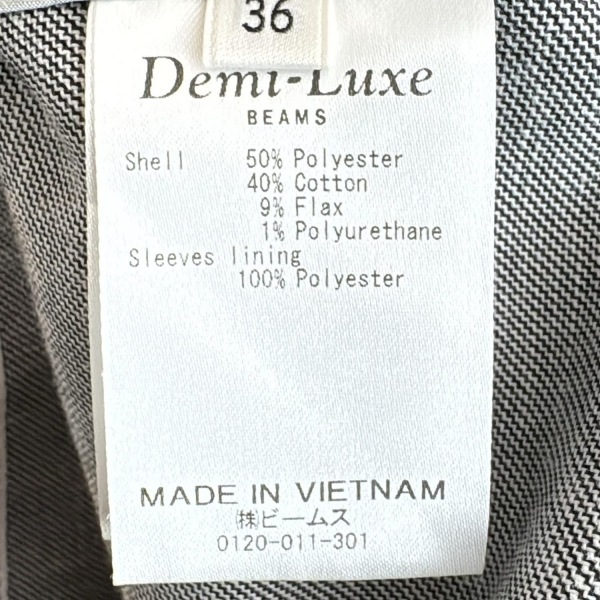 36
Demi-Luxe
BEAMS
Shell 50% Polyester
40% Cotton
9% Flax
1% Polyurethane
Sleeves lining
100% Polyester
MADE IN VIETNAM
㈱ビームス
0120-011-301